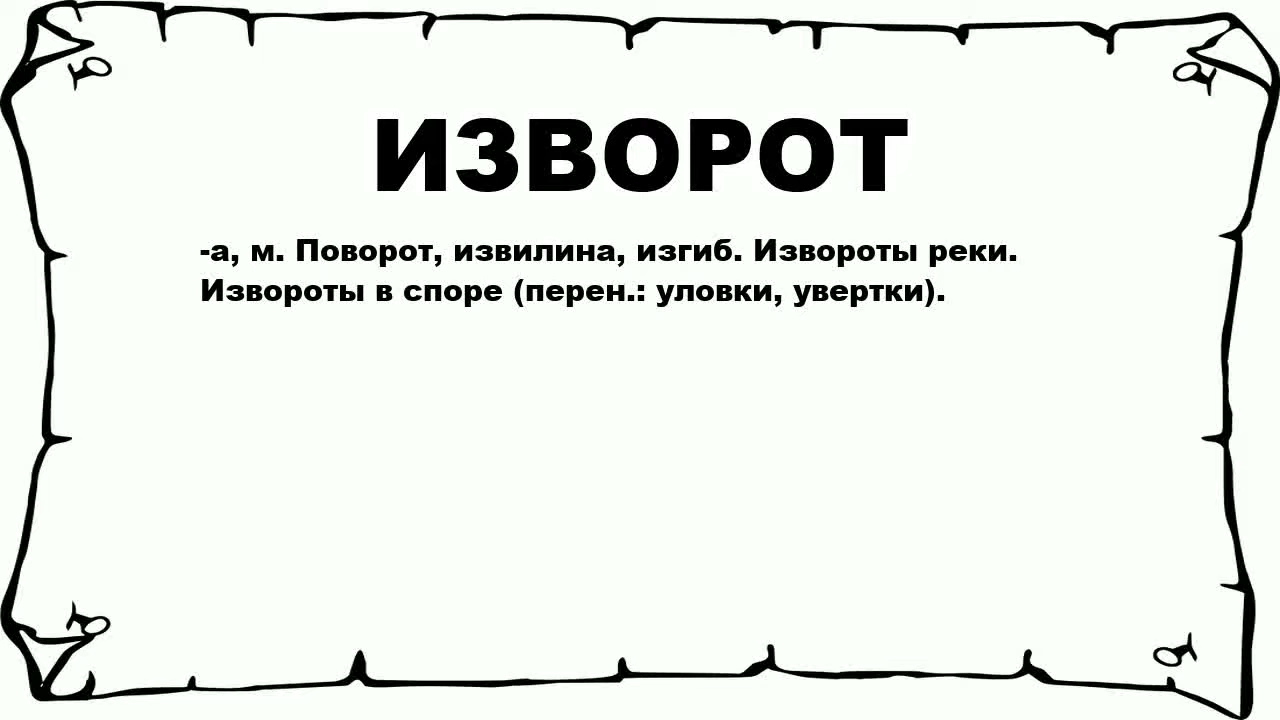 ИЗВОРОТ
-а, м. Поворот, извилина, изгиб. Извороты реки.
Извороты в споре (перен.: уловки, увертки).